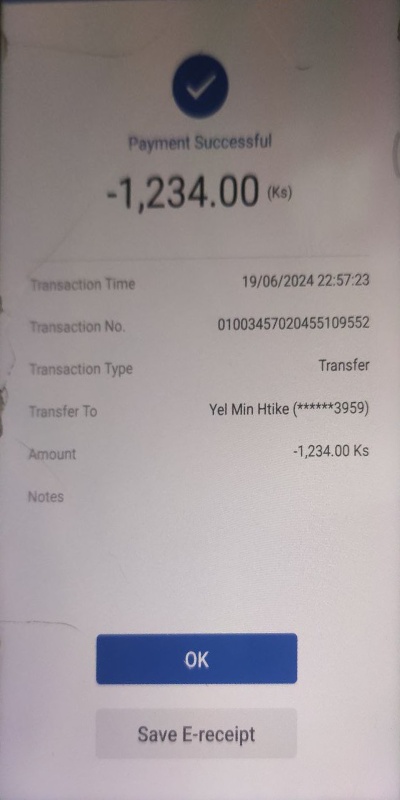 Payment Successful
-1,234.00 (Ks)
Transaction Time 19/06/2024 22:57:23
Transaction No. 01003457020455109552
Transaction Type Transfer
Transfer To Yel Min Htike (******3959)
Amount -1,234.00 Ks
Notes
OK
Save E-receipt